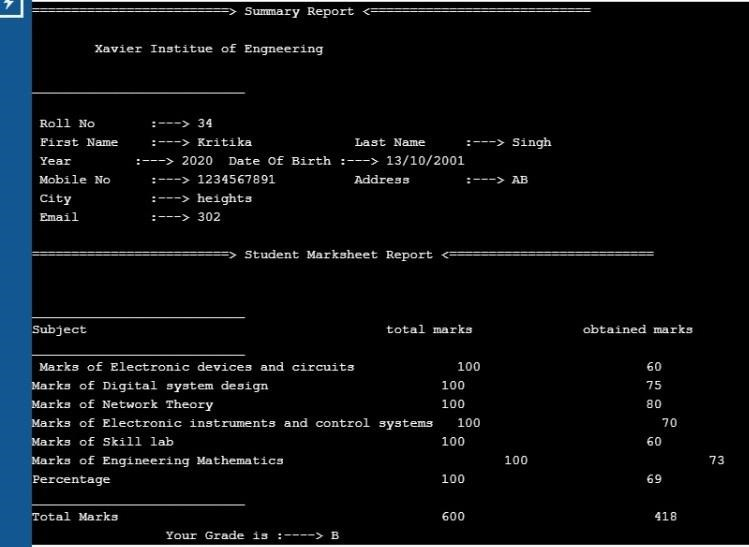 =========================> Summary Report <============================
Xavier Institue of Engneering
___________________________
Roll No :---> 34
First Name :---> Kritika Last Name :---> Singh
Year :---> 2020 Date Of Birth :---> 13/10/2001
Mobile No :---> 1234567891 Address :---> AB
City :---> heights
Email :---> 302
=========================> Student Marksheet Report <==========================
___________________________
Subject total marks obtained marks
___________________________
Marks of Electronic devices and circuits 100 60
Marks of Digital system design 100 75
Marks of Network Theory 100 80
Marks of Electronic instruments and control systems 100 70
Marks of Skill lab 100 60
Marks of Engineering Mathematics 100 73
Percentage 100 69
___________________________
Total Marks 600 418
Your Grade is :----> B